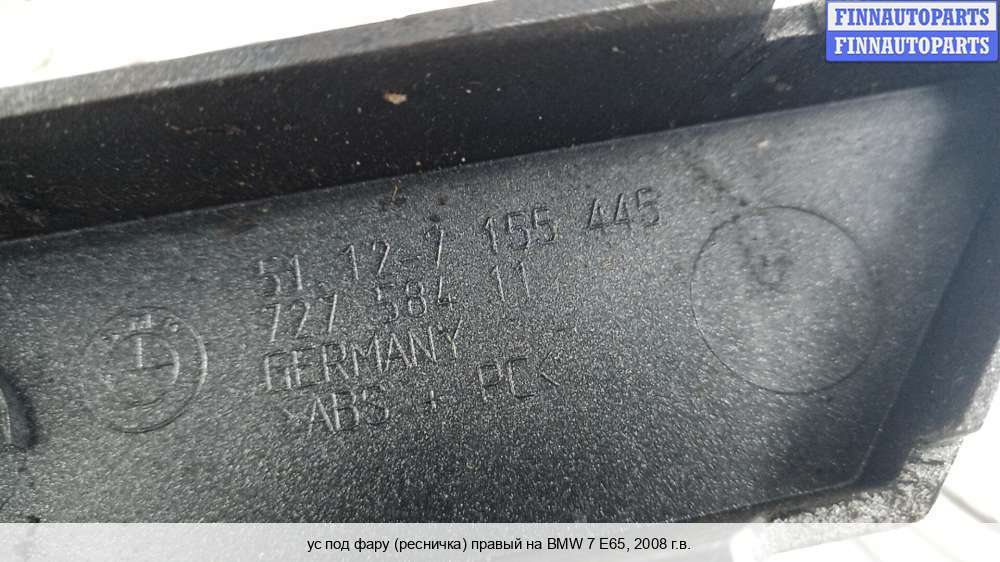 FINNAUTOPARTS
FINNAUTOPARTS
51.12-7 155 445
727 584 11
GERMANY
>ABS + PC<
ус под фару (ресничка) правый на BMW 7 E65, 2008 г.в.